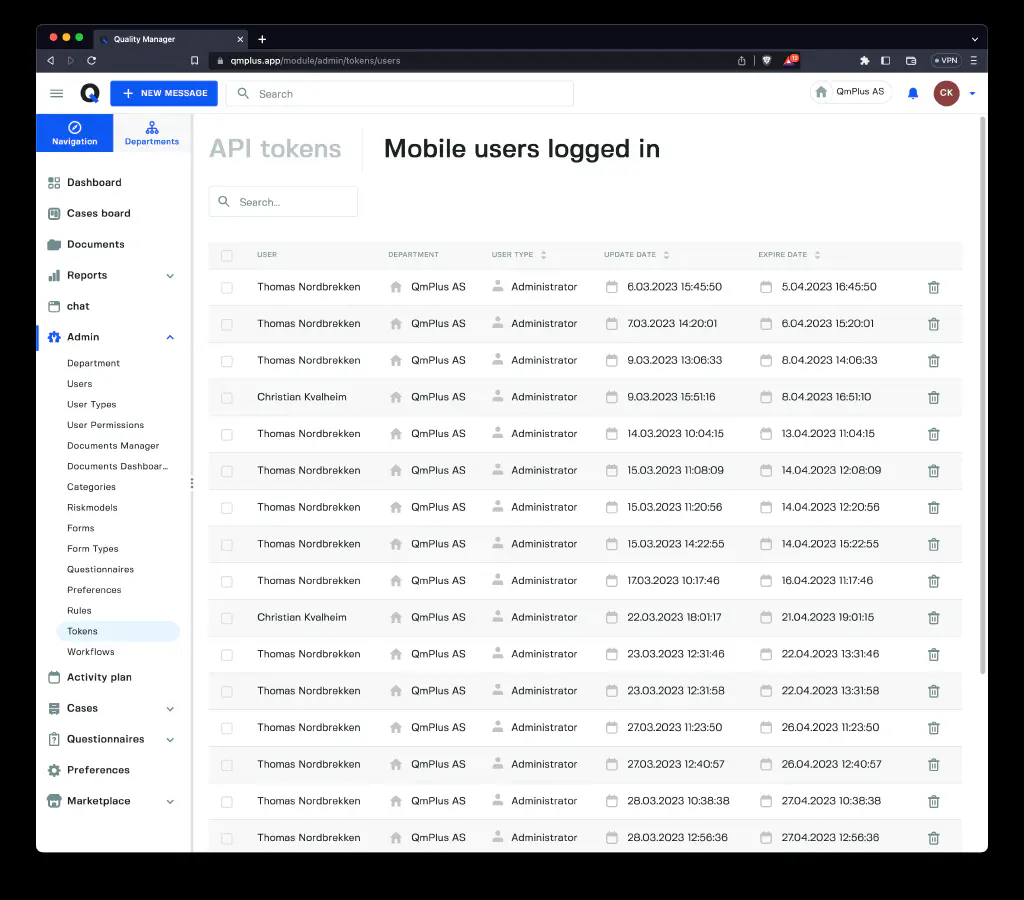 Quality Manager
qmplus.app/module/admin/tokens/users
13
VPN
NEW MESSAGE
Search
QmPlus AS
CK
Navigation
Departments
Dashboard
Cases board
Documents
Reports
chat
Admin
Department
Users
User Types
User Permissions
Documents Manager
Documents Dashboar...
Categories
Riskmodels
Forms
Form Types
Questionnaires
Preferences
Rules
Tokens
Workflows
Activity plan
Cases
Questionnaires
Preferences
Marketplace
API tokens Mobile users logged in
Search...
USER DEPARTMENT USER TYPE UPDATE DATE EXPIRE DATE
Thomas Nordbrekken QmPlus AS Administrator 6.03.2023 15:45:50 5.04.2023 16:45:50
Thomas Nordbrekken QmPlus AS Administrator 7.03.2023 14:20:01 6.04.2023 15:20:01
Thomas Nordbrekken QmPlus AS Administrator 9.03.2023 13:06:33 8.04.2023 14:06:33
Christian Kvalheim QmPlus AS Administrator 9.03.2023 15:51:16 8.04.2023 16:51:10
Thomas Nordbrekken QmPlus AS Administrator 14.03.2023 10:04:15 13.04.2023 11:04:15
Thomas Nordbrekken QmPlus AS Administrator 15.03.2023 11:08:09 14.04.2023 12:08:09
Thomas Nordbrekken QmPlus AS Administrator 15.03.2023 11:20:56 14.04.2023 12:20:56
Thomas Nordbrekken QmPlus AS Administrator 15.03.2023 14:22:55 14.04.2023 15:22:55
Thomas Nordbrekken QmPlus AS Administrator 17.03.2023 10:17:46 16.04.2023 11:17:46
Christian Kvalheim QmPlus AS Administrator 22.03.2023 18:01:17 21.04.2023 19:01:15
Thomas Nordbrekken QmPlus AS Administrator 23.03.2023 12:31:46 22.04.2023 13:31:46
Thomas Nordbrekken QmPlus AS Administrator 23.03.2023 12:31:58 22.04.2023 13:31:58
Thomas Nordbrekken QmPlus AS Administrator 27.03.2023 11:23:50 26.04.2023 11:23:50
Thomas Nordbrekken QmPlus AS Administrator 27.03.2023 12:40:57 26.04.2023 12:40:57
Thomas Nordbrekken QmPlus AS Administrator 28.03.2023 10:38:38 27.04.2023 10:38:38
Thomas Nordbrekken QmPlus AS Administrator 28.03.2023 12:56:36 27.04.2023 12:56:36